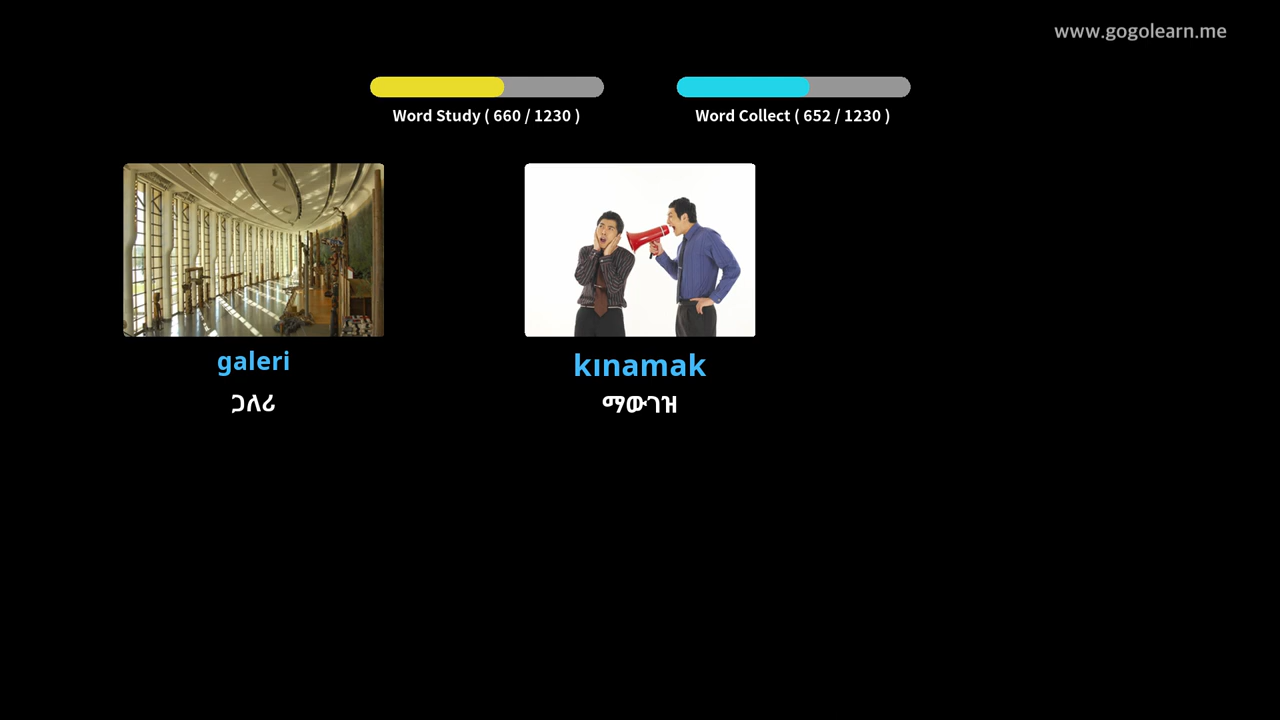 www.gogolearn.me
Word Study ( 660 / 1230 )
Word Collect ( 652 / 1230 )
galeri
ጋለሪ
kınamak
ማውገዝ